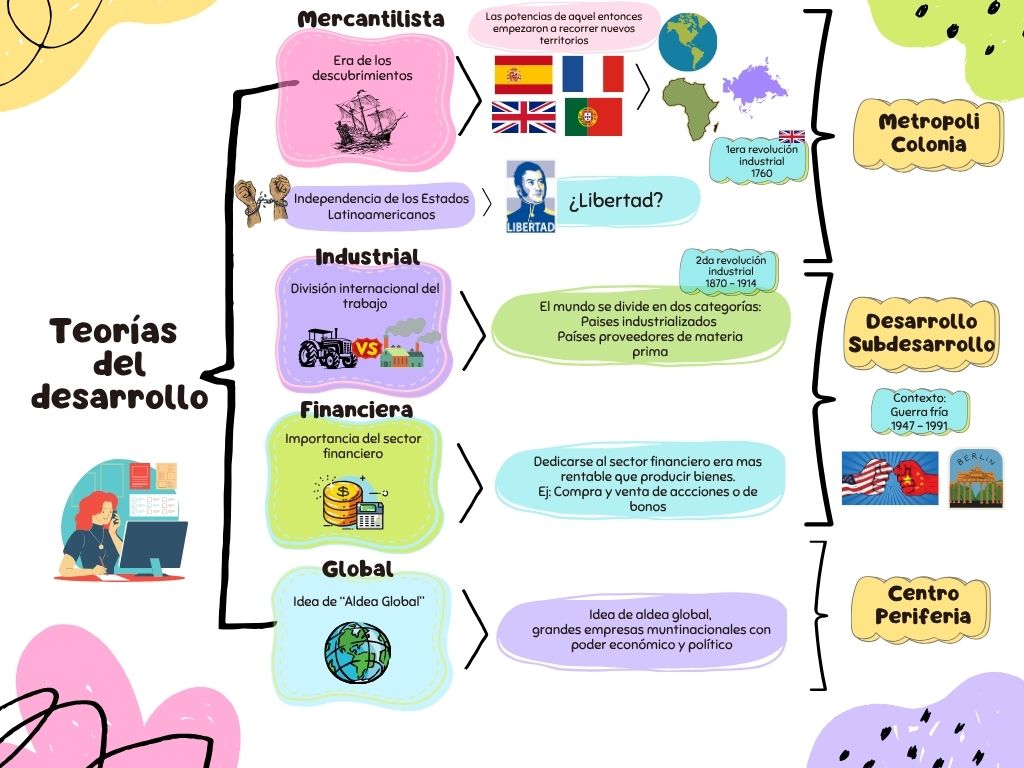 Mercantilista
Era de los
descubrimientos
Las potencias de aquel entonces
empezaron a recorrer nuevos
territorios
1era revolución
industrial
1760
Metropoli
Colonia
Independencia de los Estados
Latinoamericanos
LIBERTAD
¿Libertad?
Teorías
del
desarrollo
Industrial
División internacional del
trabajo
VS
2da revolución
industrial
1870 - 1914
El mundo se divide en dos categorías:
Paises industrializados
Países proveedores de materia
prima
Desarrollo
Subdesarrollo
Contexto:
Guerra fría
1947 - 1991
BERLIN
Financiera
Importancia del sector
financiero
$
Dedicarse al sector financiero era mas
rentable que producir bienes.
Ej: Compra y venta de accciones o de
bonos
Global
Idea de "Aldea Global"
Idea de aldea global,
grandes empresas muntinacionales con
poder económico y político
Centro
Periferia